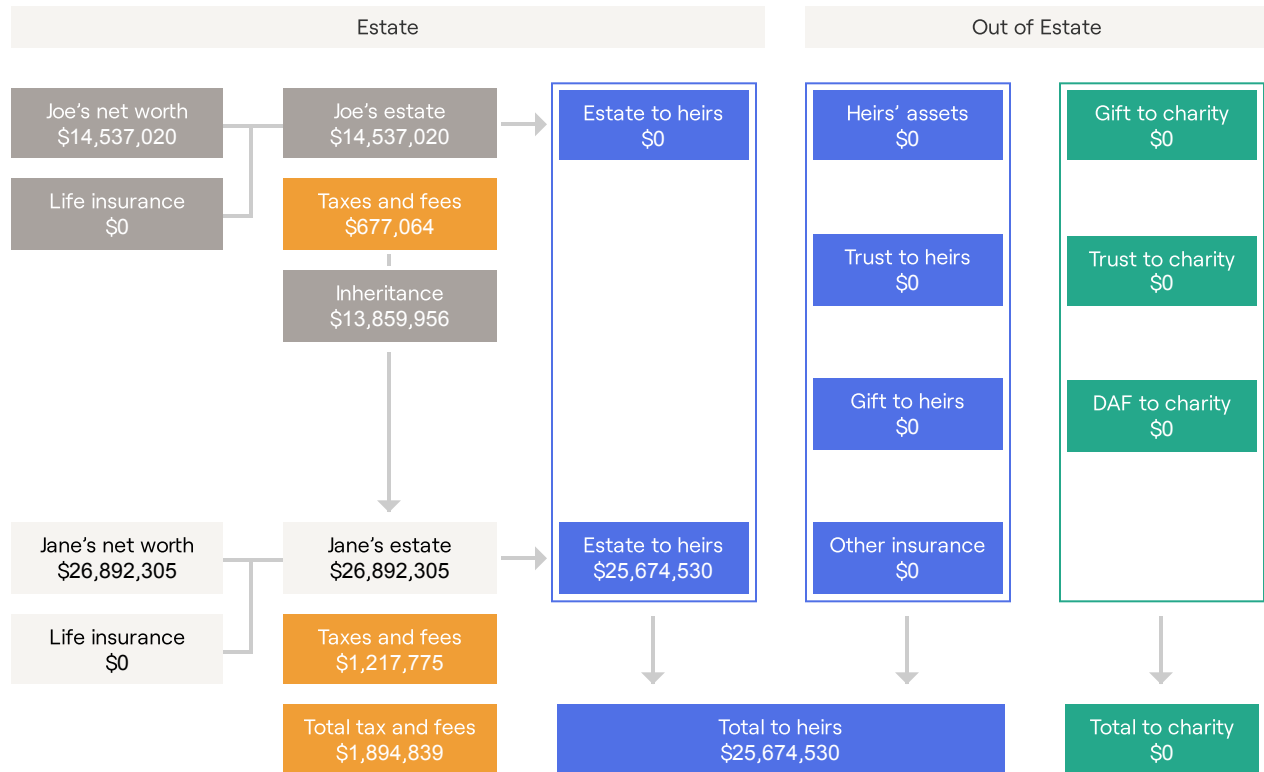 Estate
Out of Estate
Joe’s net worth
$14,537,020
Joe’s estate
$14,537,020
Estate to heirs
$0
Heirs’ assets
$0
Gift to charity
$0
Life insurance
$0
Taxes and fees
$677,064
Inheritance
$13,859,956
Trust to heirs
$0
Trust to charity
$0
Gift to heirs
$0
DAF to charity
$0
Jane’s net worth
$26,892,305
Jane’s estate
$26,892,305
Estate to heirs
$25,674,530
Other insurance
$0
Life insurance
$0
Taxes and fees
$1,217,775
Total tax and fees
$1,894,839
Total to heirs
$25,674,530
Total to charity
$0